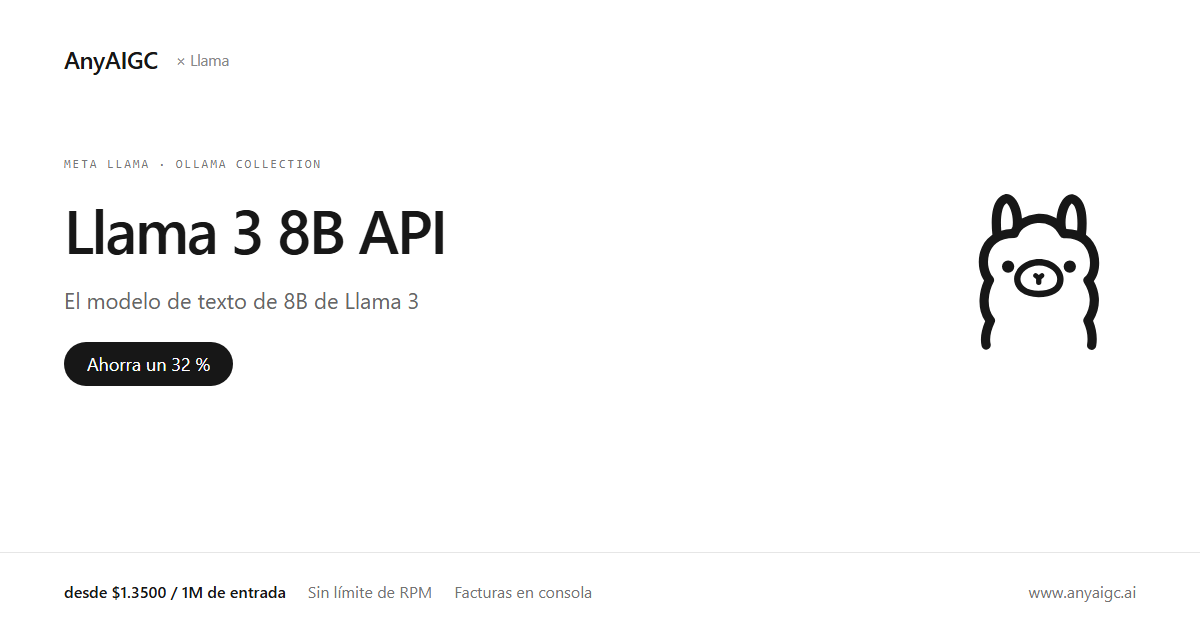 AnyAIGC × Llama
META LLAMA · OLLAMA COLLECTION
Llama 3 8B API
El modelo de texto de 8B de Llama 3
Ahorra un 32 %
desde $1.3500 / 1M de entrada Sin límite de RPM Facturas en consola www.anyaigc.ai